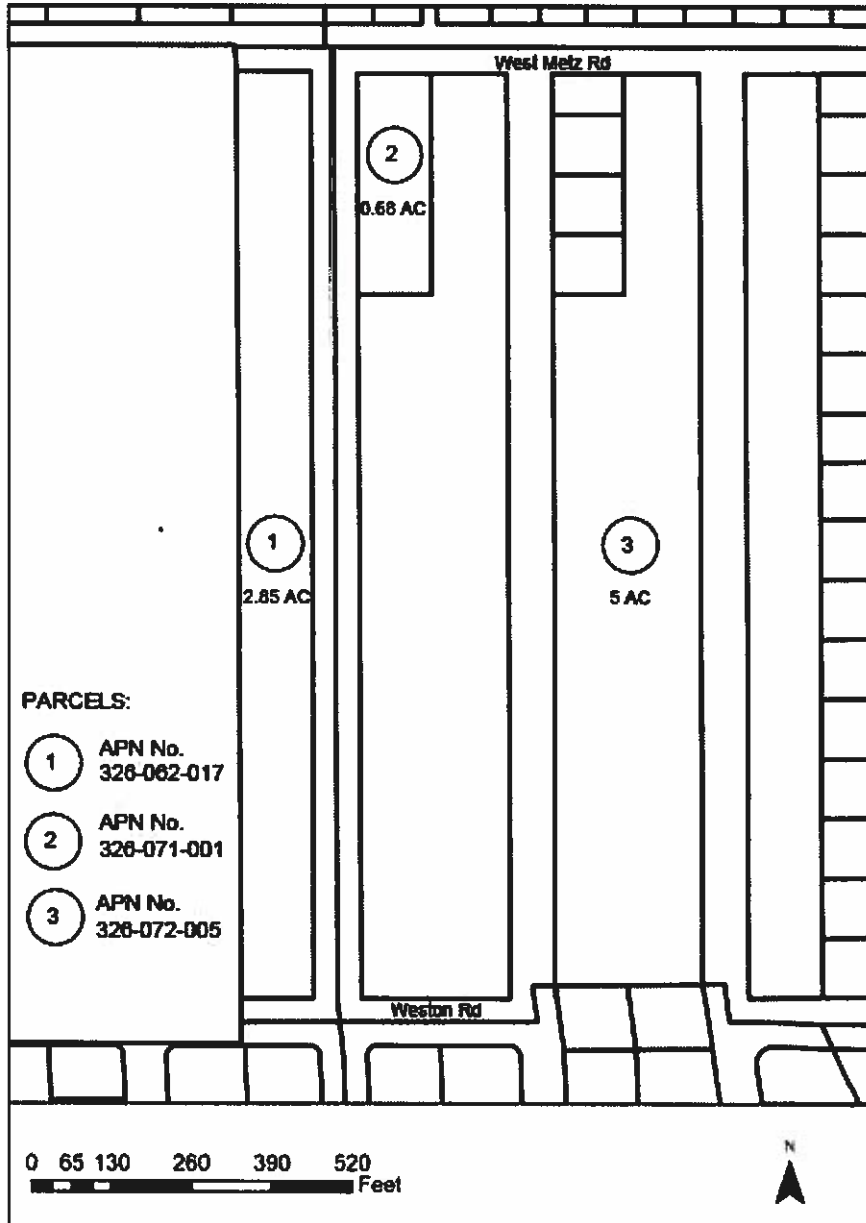 West Metz Rd
2
0.66 AC
1
2.85 AC
3
5 AC
PARCELS:
1
APN No.
326-062-017
2
APN No.
326-071-001
3
APN No.
326-072-005
Weston Rd
0 65 130 260 390 520
Feet
N